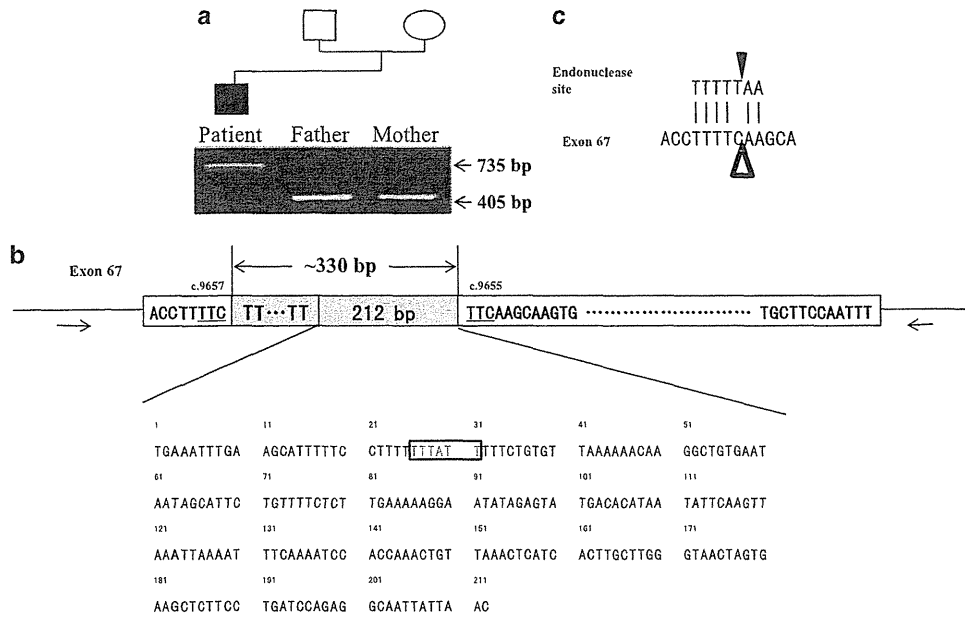 a
Patient Father Mother
←735 bp
←405 bp
c
Endonuclease
site
TTTTTAA
Exon 67
ACCTTTTCAAGCA
b
Exon 67
~330 bp
c.9657
c.9655
ACCTTTTC
TT···TT
212 bp
TTCAAGCAAGTG ························ TGCTTCCAATTT
1 11 21 31 41 51
TGAAATTTGA AGCATTTTTC CTTTTTTTAT TTTTCTGTGT TAAAAAACAA GGCTGTGAAT
61 71 81 91 101 111
AATAGCATTC TGTTTTCTCT TGAAAAAGGA ATATAGAGTA TGACACATAA TATTCAAGTT
121 131 141 151 161 171
AAATTAAAAT TTCAAAATCC ACCAAACTGT TAAACTCATC ACTTGCTTGG GTAACTAGTG
181 191 201 211
AAGCTCTTCC TGATCCAGAG GCAATTATTA AC